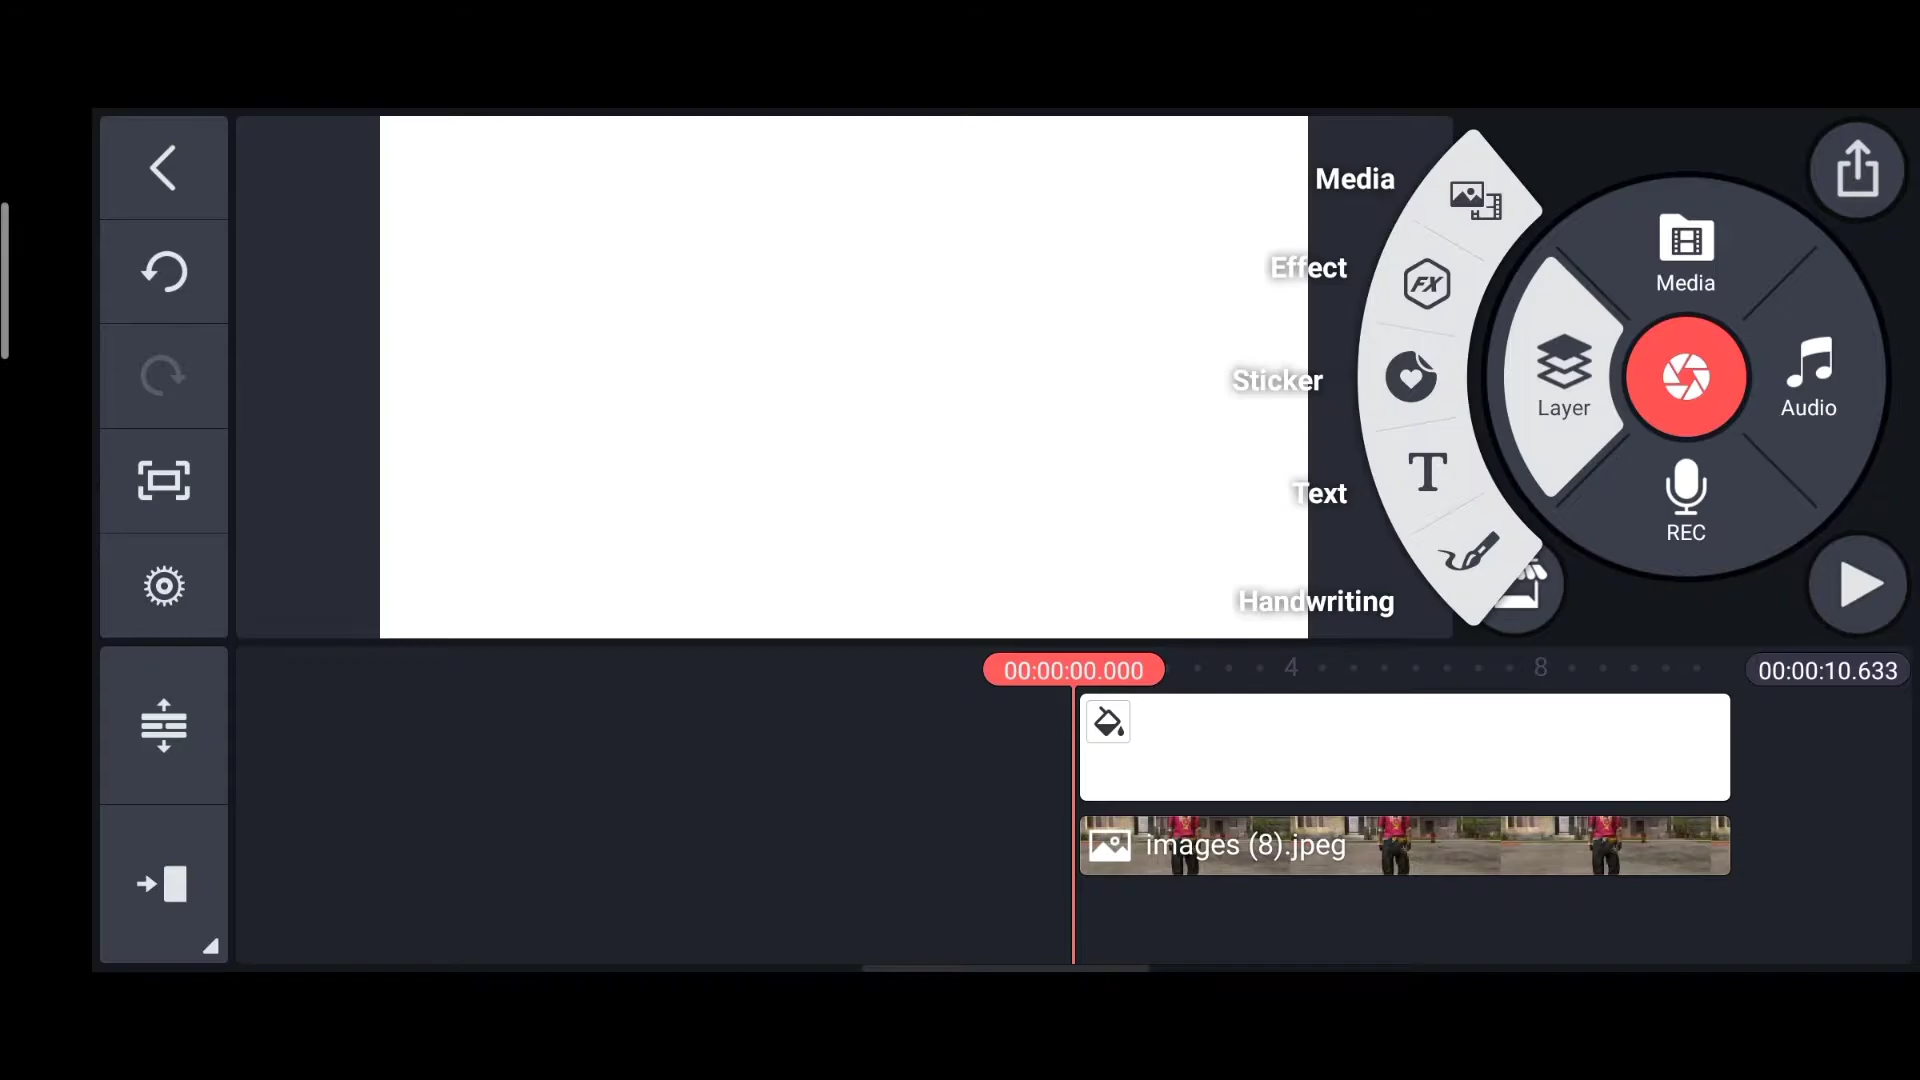 Media
Effect
Sticker
Text
Handwriting
Media
Layer
Audio
REC
FX
T
00:00:00.000
4
8
00:00:10.633
images (8).jpeg